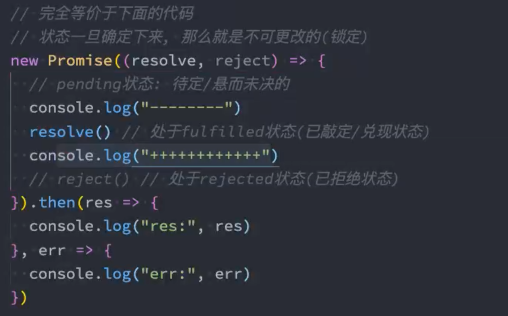 // 完全等价于下面的代码
// 状态一旦确定下来, 那么就是不可更改的(锁定)
new Promise((resolve, reject) => {
  // pending状态: 待定/悬而未决的
  console.log("--------")
  resolve() // 处于fulfilled状态(已敲定/兑现状态)
  console.log("++++++++++++")
  // reject() // 处于rejected状态(已拒绝状态)
}).then(res => {
  console.log("res:", res)
}, err => {
  console.log("err:", err)
})